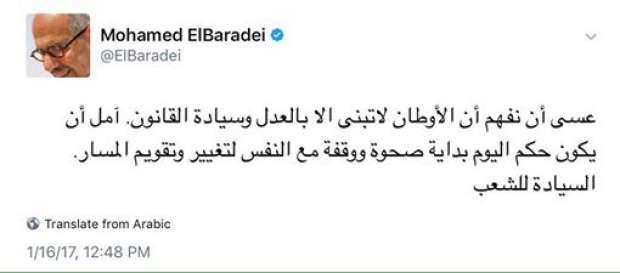 Mohamed ElBaradei
@ElBaradei
عسى أن نفهم أن الأوطان لاتبنى الا بالعدل وسيادة القانون. آمل أن
يكون حكم اليوم بداية صحوة ووقفة مع النفس لتغيير وتقويم المسار.
السيادة للشعب
Translate from Arabic
1/16/17, 12:48 PM